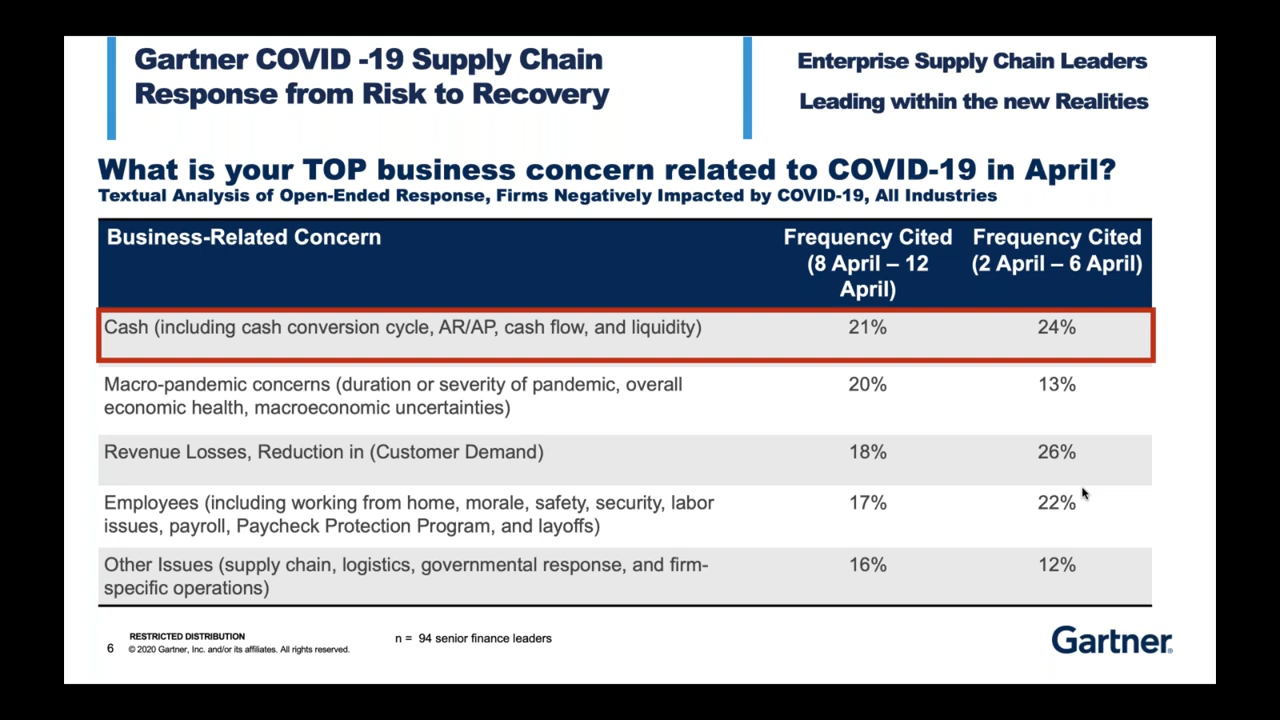 Gartner COVID -19 Supply Chain
Response from Risk to Recovery
Enterprise Supply Chain Leaders
Leading within the new Realities
What is your TOP business concern related to COVID-19 in April?
Textual Analysis of Open-Ended Response, Firms Negatively Impacted by COVID-19, All Industries
Business-Related Concern
Frequency Cited
(8 April – 12
April)
Frequency Cited
(2 April – 6 April)
Cash (including cash conversion cycle, AR/AP, cash flow, and liquidity) 21% 24%
Macro-pandemic concerns (duration or severity of pandemic, overall 20% 13%
economic health, macroeconomic uncertainties)
Revenue Losses, Reduction in (Customer Demand) 18% 26%
Employees (including working from home, morale, safety, security, labor 17% 22%
issues, payroll, Paycheck Protection Program, and layoffs)
Other Issues (supply chain, logistics, governmental response, and firm- 16% 12%
specific operations)
RESTRICTED DISTRIBUTION
n = 94 senior finance leaders
6 © 2020 Gartner, Inc. and/or its affiliates. All rights reserved.
Gartner®